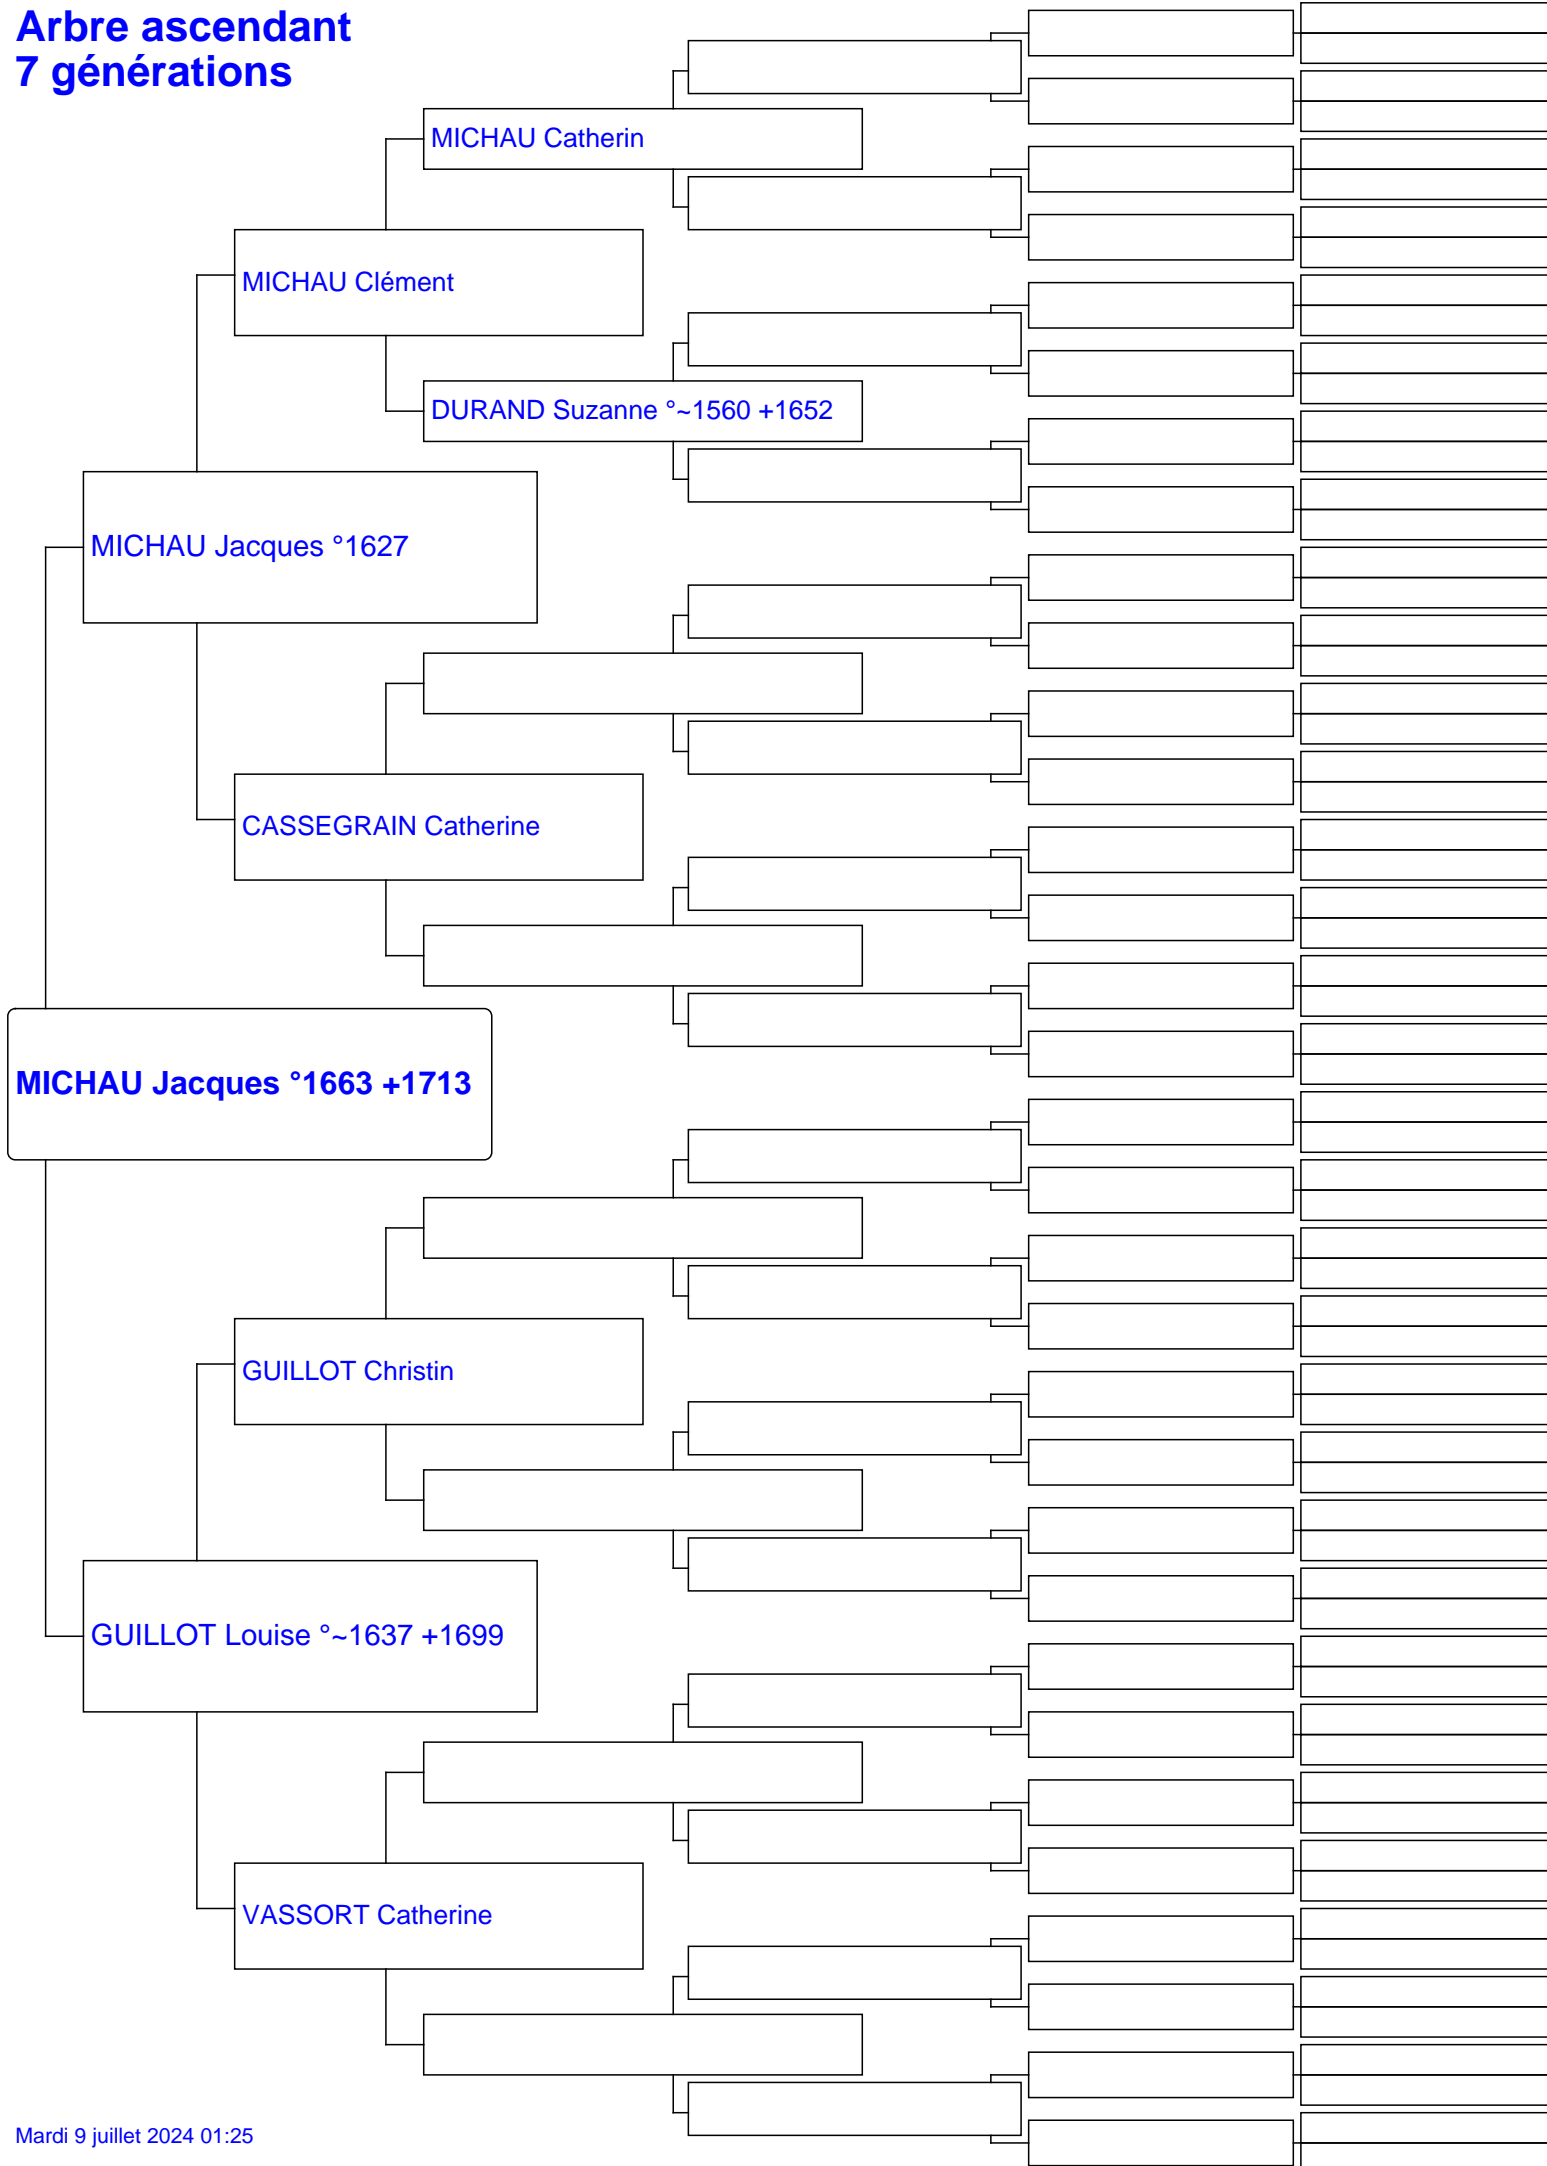 Arbre ascendant
7 générations
MICHAU Catherin
MICHAU Clément
DURAND Suzanne °~1560 +1652
MICHAU Jacques °1627
CASSEGRAIN Catherine
MICHAU Jacques °1663 +1713
GUILLOT Christin
GUILLOT Louise °~1637 +1699
VASSORT Catherine
Mardi 9 juillet 2024 01:25